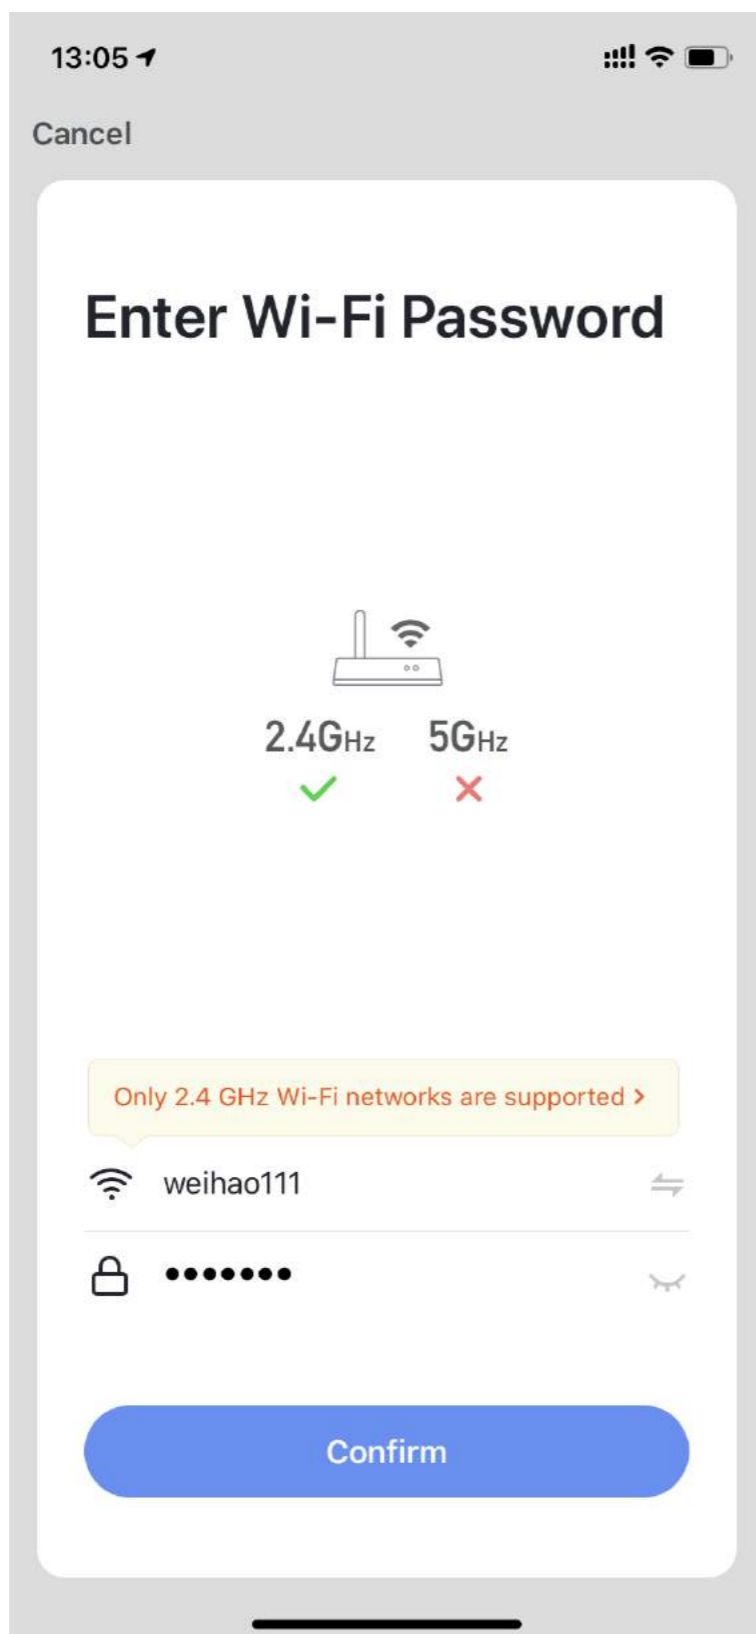 13:05
Cancel
Enter Wi-Fi Password
2.4GHz 5GHz
Only 2.4 GHz Wi-Fi networks are supported >
weihao111
•••••••
Confirm